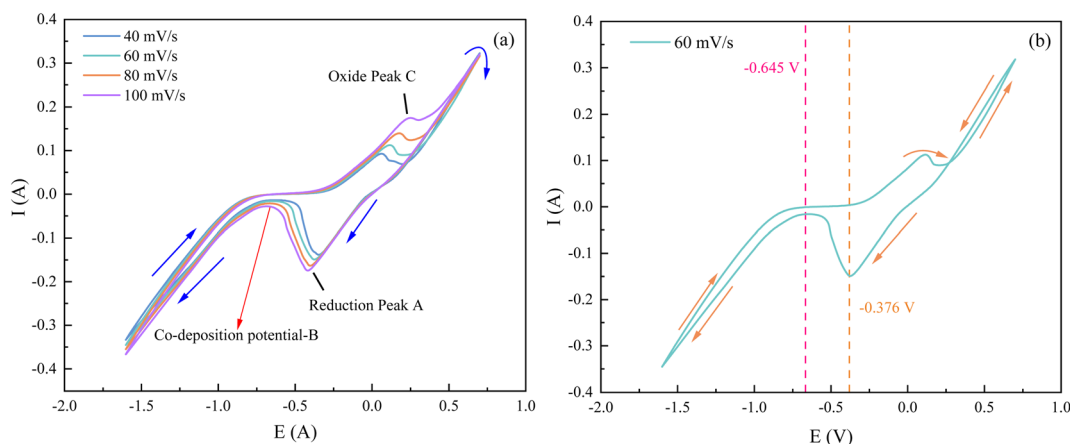 (a)
40 mV/s
60 mV/s
80 mV/s
100 mV/s
Oxide Peak C
Reduction Peak A
Co-deposition potential-B
0.4
0.3
0.2
0.1
0.0
-0.1
-0.2
-0.3
-0.4
I (A)
-2.0 -1.5 -1.0 -0.5 0.0 0.5 1.0
E (A)
(b)
60 mV/s
-0.645 V
-0.376 V
0.4
0.3
0.2
0.1
0.0
-0.1
-0.2
-0.3
-0.4
I (A)
-2.0 -1.5 -1.0 -0.5 0.0 0.5 1.0
E (V)